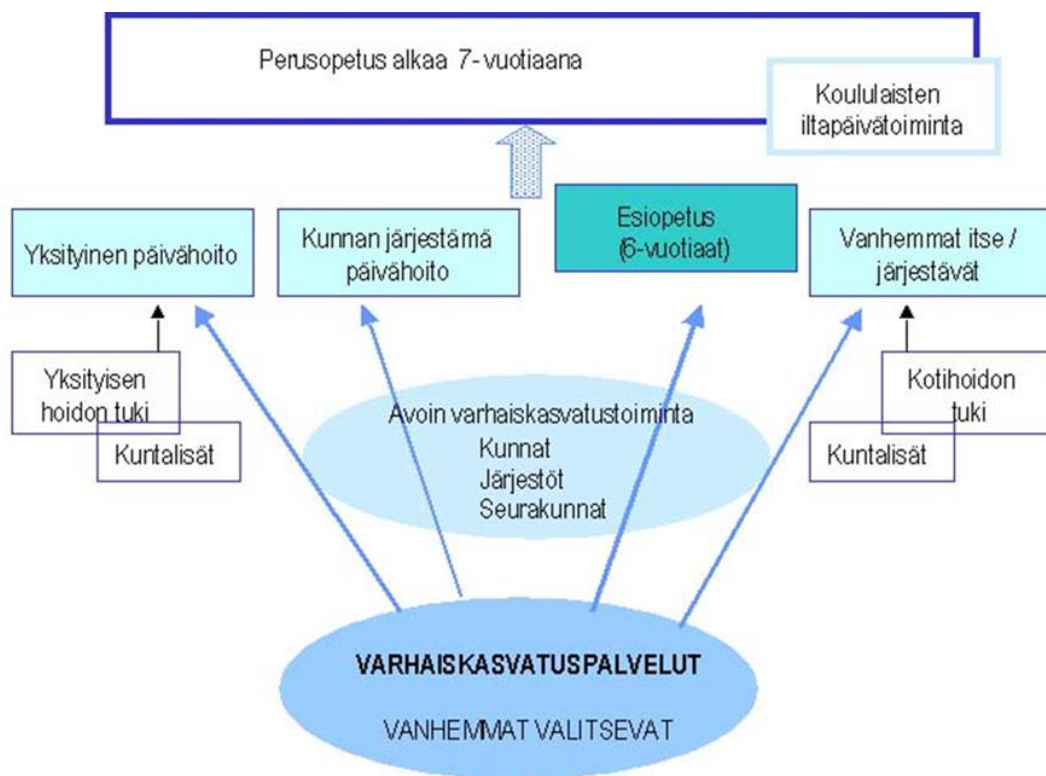 Perusopetus alkaa 7- vuotiaana
Koululaisten
iltapäivätoiminta
Yksityinen päivähoito
Kunnan järjestämä
päivähoito
Esiopetus
(6-vuotiaat)
Vanhemmat itse /
järjestävät
Yksityisen
hoidon tuki
Kuntalisät
Avoin varhaiskasvatustoiminta
Kunnat
Järjestöt
Seurakunnat
Kotihoidon
tuki
Kuntalisät
VARHAISKASVATUSPALVELUT
VANHEMMAT VALITSEVAT